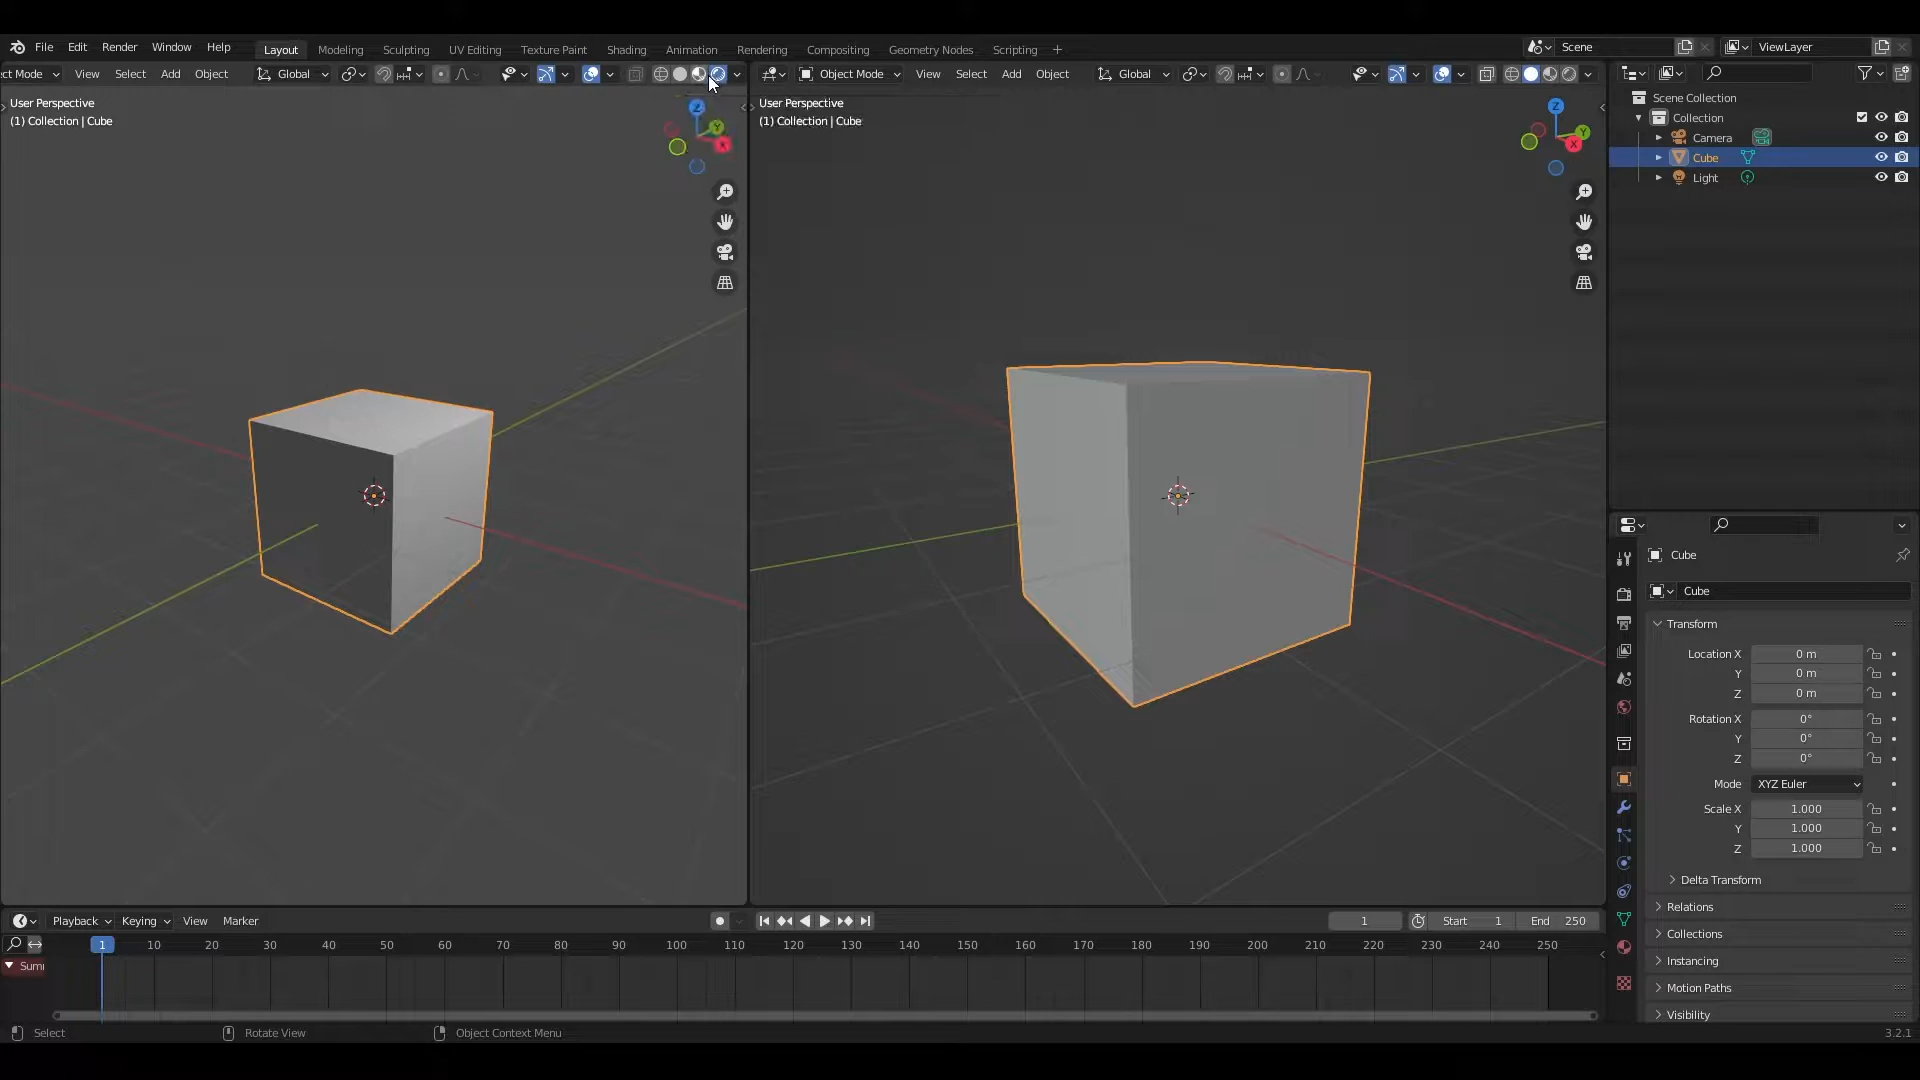 File Edit Render Window Help Layout Modeling Sculpting UV Editing Texture Paint Shading Animation Rendering Compositing Geometry Nodes Scripting + Scene ViewLayer
ct Mode View Select Add Object Global Object Mode View Select Add Object Global
User Perspective
(1) Collection | Cube
Z
Y
X
User Perspective
(1) Collection | Cube
Z
Y
X
Scene Collection
Collection
Camera
Cube
Light
Cube
Cube
Transform
Location X 0 m
Y 0 m
Z 0 m
Rotation X 0°
Y 0°
Z 0°
Mode XYZ Euler
Scale X 1.000
Y 1.000
Z 1.000
Delta Transform
Relations
Collections
Instancing
Motion Paths
Visibility
Playback Keying View Marker 1 Start 1 End 250
1 10 20 30 40 50 60 70 80 90 100 110 120 130 140 150 160 170 180 190 200 210 220 230 240 250
Sumi
Select Rotate View Object Context Menu 3.2.1